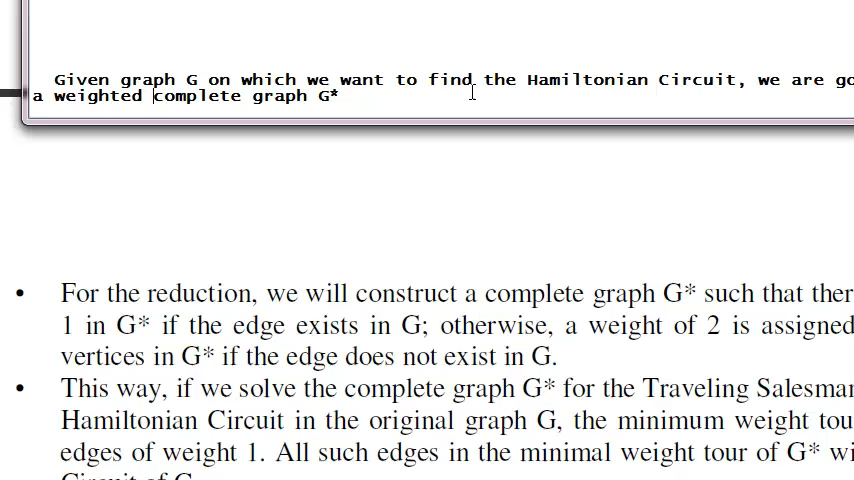 Given graph G on which we want to find the Hamiltonian Circuit, we are go
a weighted complete graph G*
• For the reduction, we will construct a complete graph G* such that ther
1 in G* if the edge exists in G; otherwise, a weight of 2 is assigned
vertices in G* if the edge does not exist in G.
• This way, if we solve the complete graph G* for the Traveling Salesman
Hamiltonian Circuit in the original graph G, the minimum weight tou
edges of weight 1. All such edges in the minimal weight tour of G* wi
Circuit of G